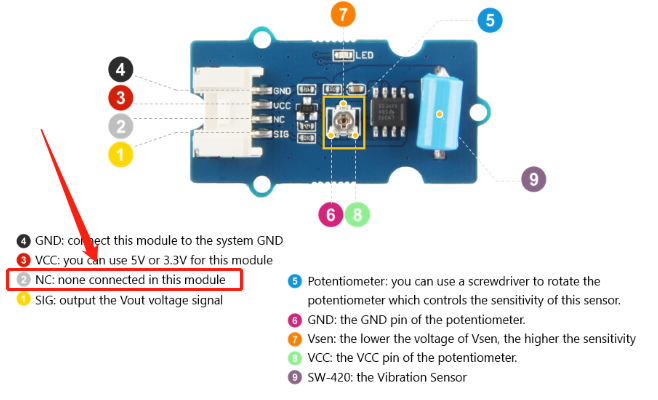 7
LED
5
4
GND
3
VCC
2
NC
1
SIG
9
6
8
4 GND: connect this module to the system GND
3 VCC: you can use 5V or 3.3V for this module
2 NC: none connected in this module
1 SIG: output the Vout voltage signal
5 Potentiometer: you can use a screwdriver to rotate the
potentiometer which controls the sensitivity of this sensor.
6 GND: the GND pin of the potentiometer.
7 Vsen: the lower the voltage of Vsen, the higher the sensitivity
8 VCC: the VCC pin of the potentiometer.
9 SW-420: the Vibration Sensor